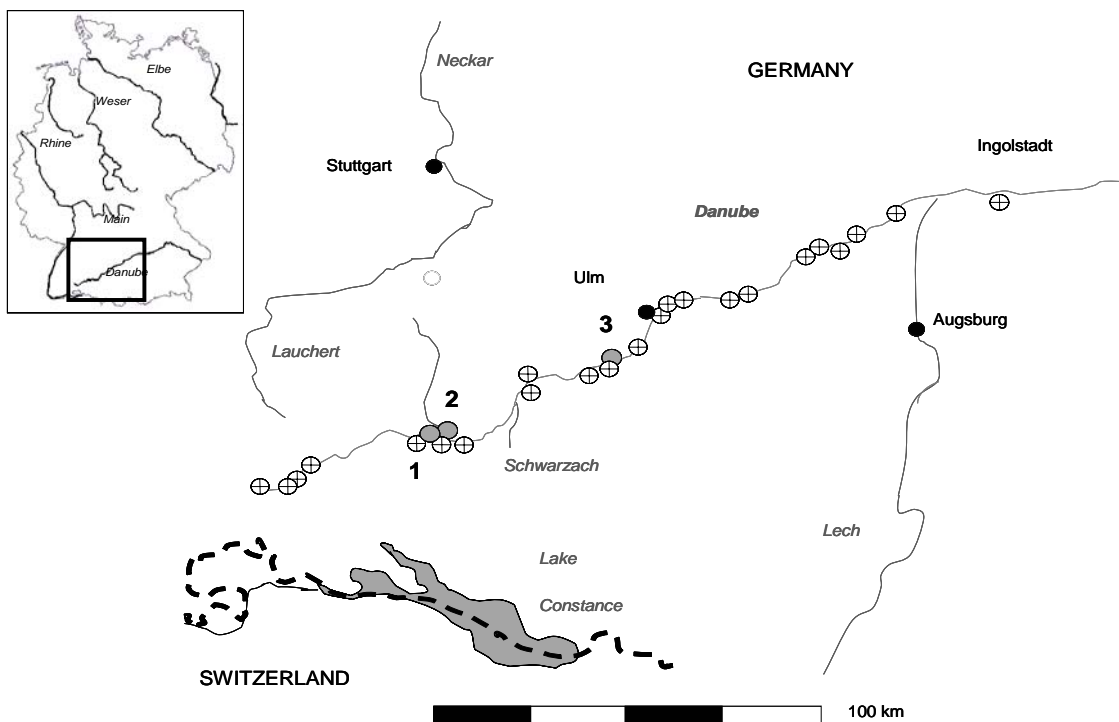 Elbe
Weser
Rhine
Main
Danube
Neckar
GERMANY
Stuttgart
Ingolstadt
Danube
Ulm
3
Augsburg
Lauchert
2
1
Schwarzach
Lech
Lake
Constance
SWITZERLAND
100 km